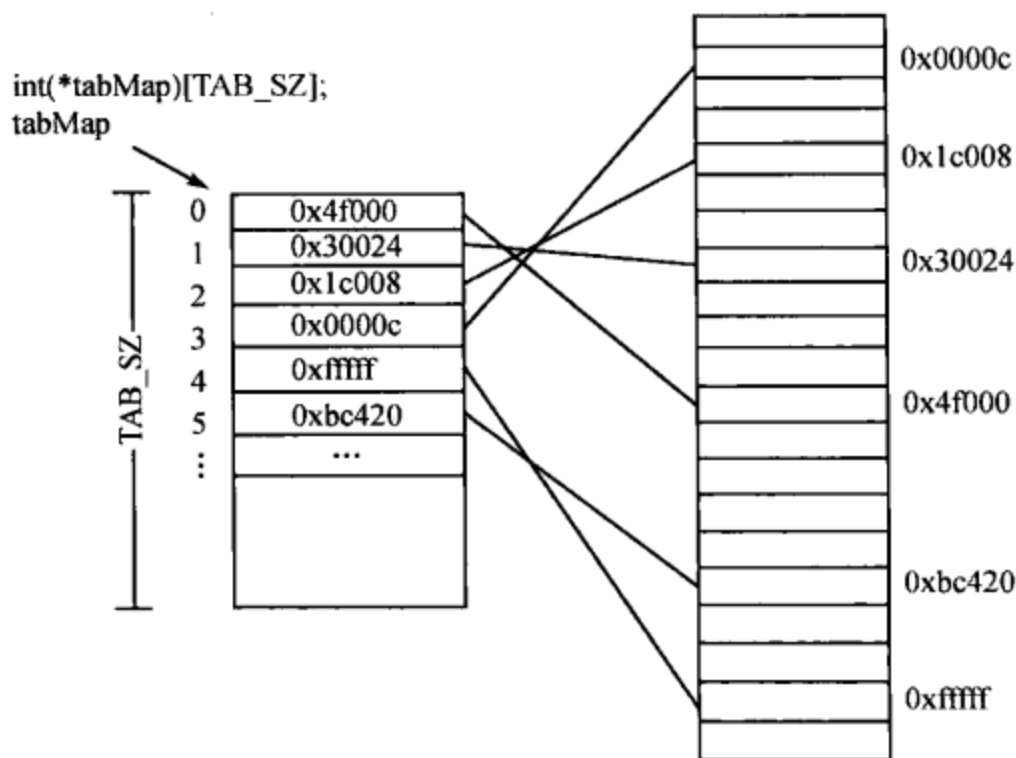 int(*tabMap)[TAB_SZ];
tabMap
TAB_SZ
0
0x4f000
1
0x30024
2
0x1c008
3
0x0000c
4
0xfffff
5
0xbc420
⋮
...
0x0000c
0x1c008
0x30024
0x4f000
0xbc420
0xfffff